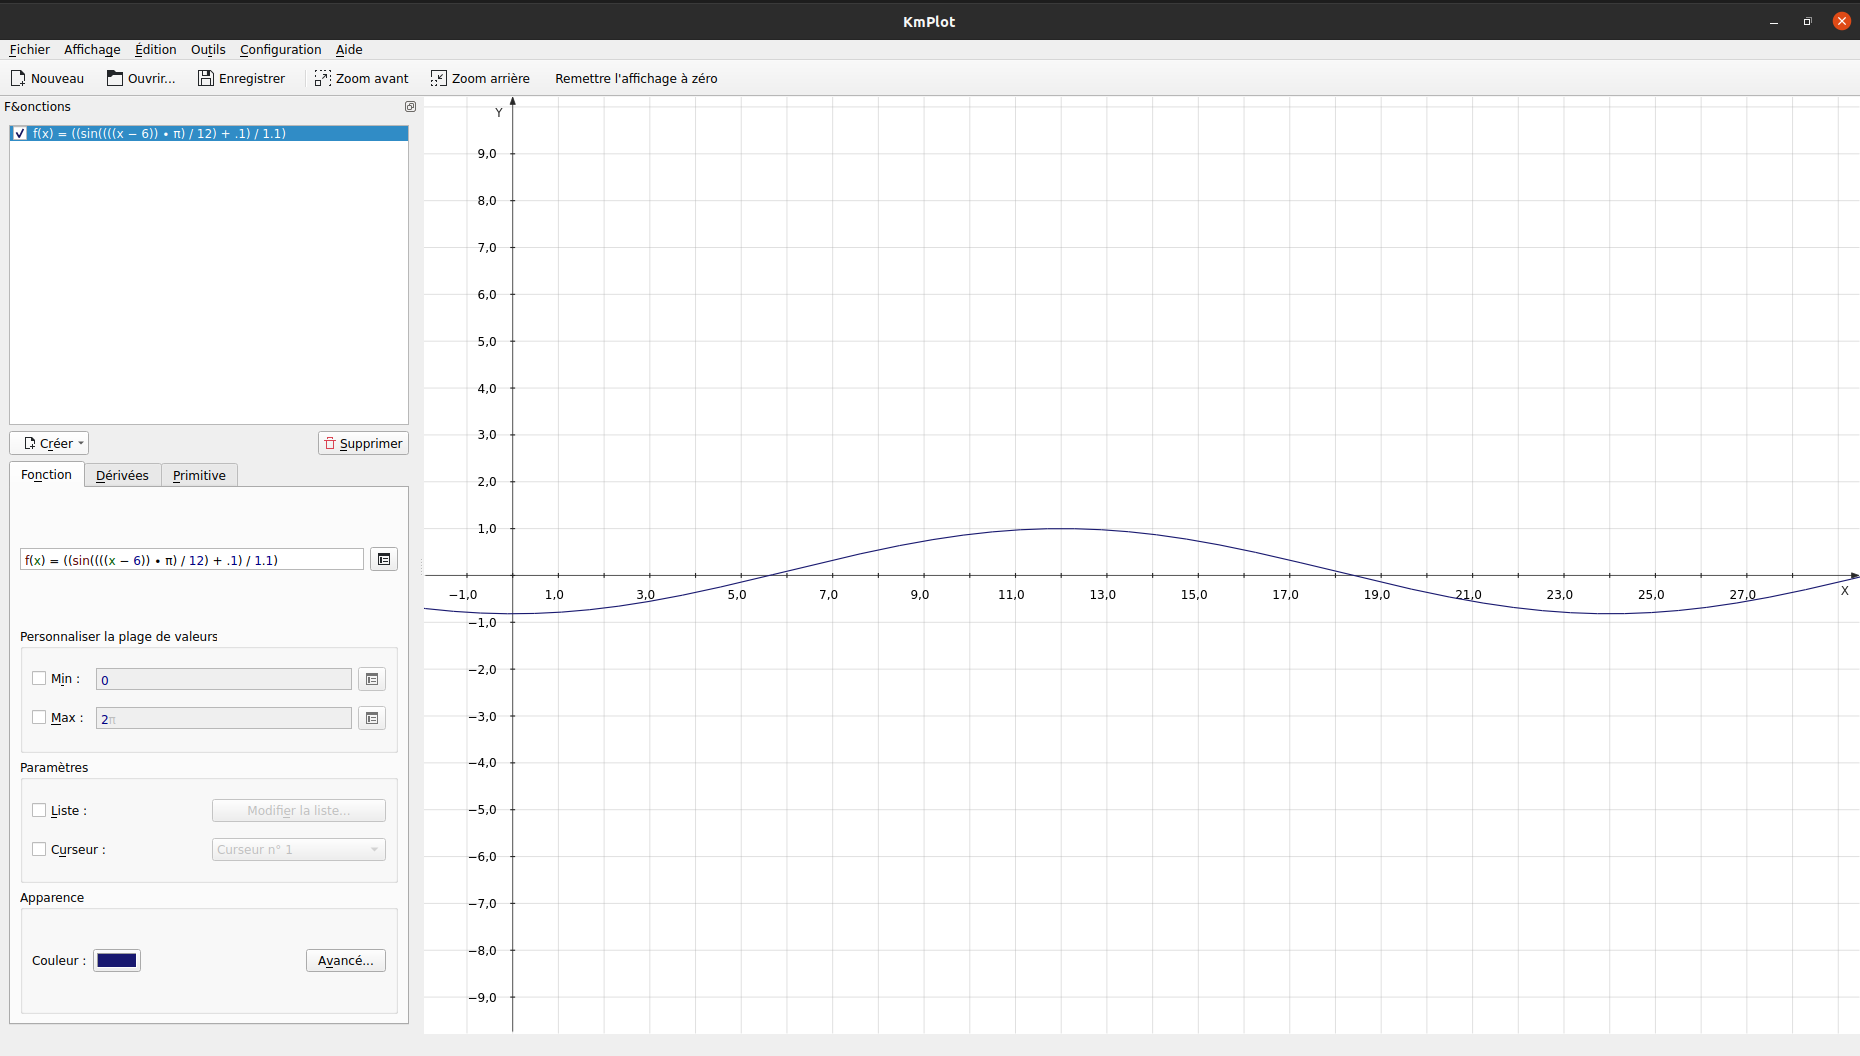 KmPlot
Fichier Affichage Édition Outils Configuration Aide
Nouveau Ouvrir... Enregistrer Zoom avant Zoom arrière Remettre l'affichage à zéro
F&onctions
f(x) = ((sin((((x − 6)) • π) / 12) + .1) / 1.1)
Créer Supprimer
Fonction Dérivées Primitive
f(x) = ((sin((((x − 6)) • π) / 12) + .1) / 1.1)
Personnaliser la plage de valeurs
Min : 0
Max : 2π
Paramètres
Liste : Modifier la liste...
Curseur : Curseur n° 1
Apparence
Couleur : Avancé...
Y
9,0
8,0
7,0
6,0
5,0
4,0
3,0
2,0
1,0
−1,0 1,0 3,0 5,0 7,0 9,0 11,0 13,0 15,0 17,0 19,0 21,0 23,0 25,0 27,0 X
−1,0
−2,0
−3,0
−4,0
−5,0
−6,0
−7,0
−8,0
−9,0